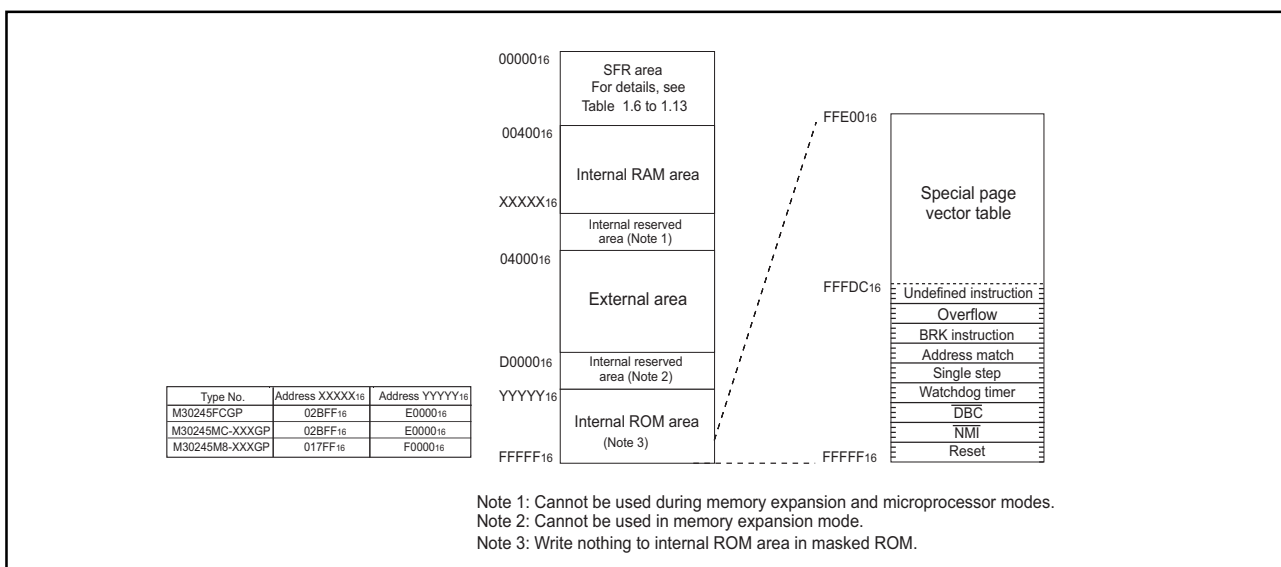 00000₁₆
SFR area
For details, see
Table 1.6 to 1.13
00400₁₆
Internal RAM area
XXXXX₁₆
Internal reserved
area (Note 1)
04000₁₆
External area
D0000₁₆
Internal reserved
area (Note 2)
YYYYY₁₆
Internal ROM area
(Note 3)
FFFFF₁₆
FFE00₁₆
Special page
vector table
FFFDC₁₆
Undefined instruction
Overflow
BRK instruction
Address match
Single step
Watchdog timer
DBC
NMI
Reset
FFFFF₁₆
Type No. Address XXXXX₁₆ Address YYYYY₁₆
M30245FCGP 02BFF₁₆ E0000₁₆
M30245MC-XXXGP 02BFF₁₆ E0000₁₆
M30245M8-XXXGP 017FF₁₆ F0000₁₆
Note 1: Cannot be used during memory expansion and microprocessor modes.
Note 2: Cannot be used in memory expansion mode.
Note 3: Write nothing to internal ROM area in masked ROM.